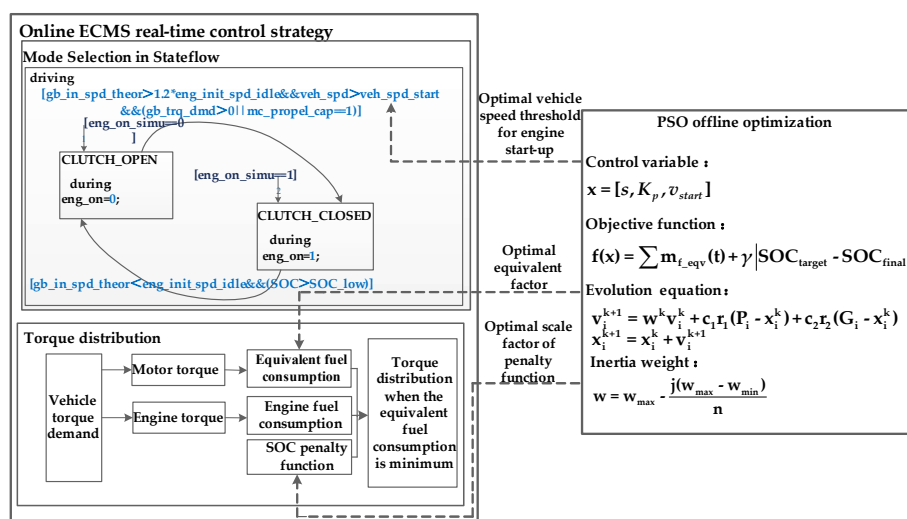 Online ECMS real-time control strategy
Mode Selection in Stateflow
driving
[gb_in_spd_theor>1.2*eng_init_spd_idle&&veh_spd>veh_spd_start
&&(gb_trq_dmd>0||mc_propel_cap==1)]
[eng_on_simu==0
]
CLUTCH_OPEN
during
eng_on=0;
[eng_on_simu==1]
2
CLUTCH_CLOSED
during
eng_on=1;
[gb_in_spd_theor<eng_init_spd_idle&&(SOC>SOC_low)]
Torque distribution
Vehicle
torque
demand
Motor torque
Engine torque
Equivalent fuel
consumption
Engine fuel
consumption
SOC penalty
function
Torque
distribution
when the
equivalent
fuel
consumption
is minimum
Optimal vehicle
speed threshold
for engine
start-up
Optimal
equivalent
factor
Optimal scale
factor of
penalty
function
PSO offline optimization
Control variable :
x = [s, K_p, v_start]
Objective function :
f(x) = ∑ m_f_eqv(t) + γ|SOC_target - SOC_final
Evolution equation :
v_i^{k+1} = w^k v_i^k + c_1r_1(P_i - x_i^k) + c_2r_2(G_i - x_i^k)
x_i^{k+1} = x_i^k + v_i^{k+1}
Inertia weight :
w = w_max - j(w_max - w_min)/n